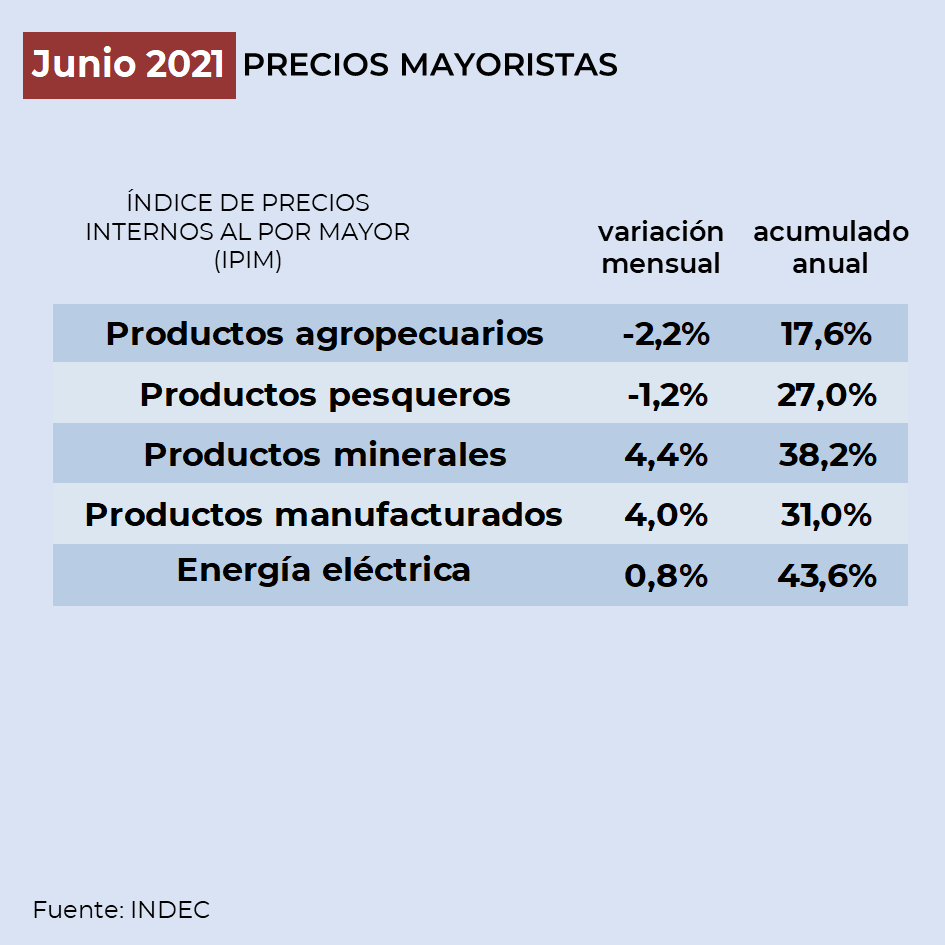 Junio 2021 PRECIOS MAYORISTAS
ÍNDICE DE PRECIOS
INTERNOS AL POR MAYOR
(IPIM)
variación mensual
acumulado anual
Productos agropecuarios -2,2% 17,6%
Productos pesqueros -1,2% 27,0%
Productos minerales 4,4% 38,2%
Productos manufacturados 4,0% 31,0%
Energía eléctrica 0,8% 43,6%
Fuente: INDEC